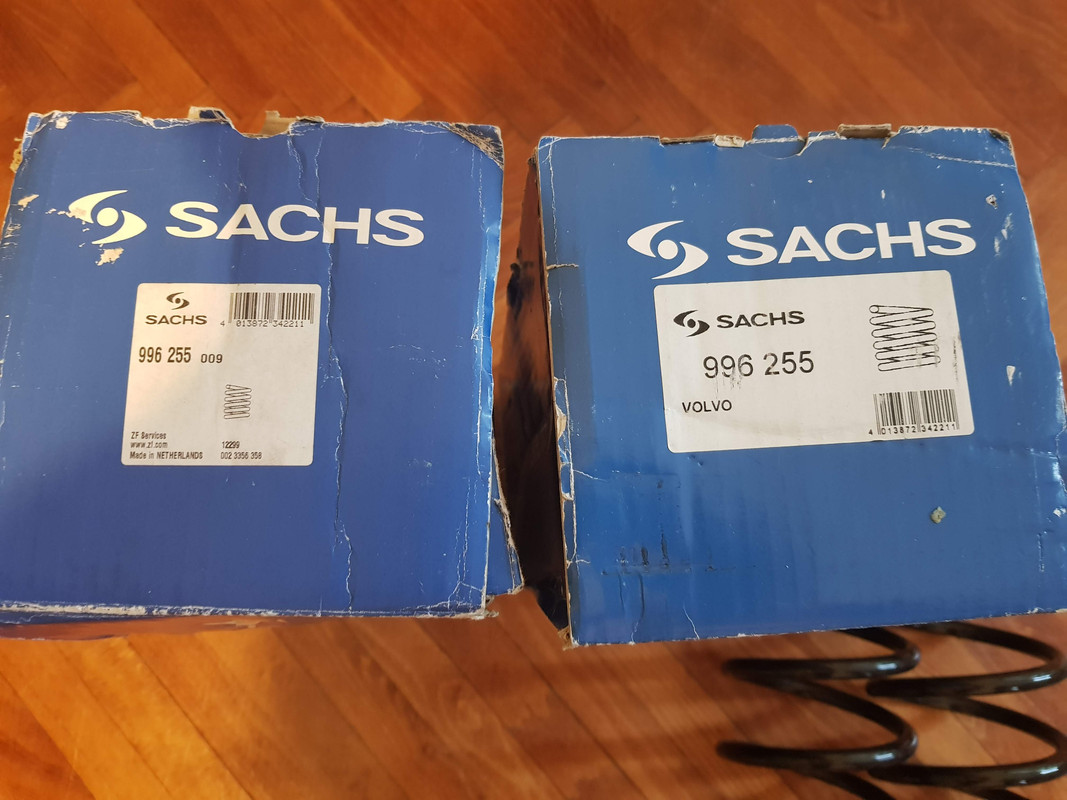 SACHS
SACHS
4 013872 342211
996 255 009
ZF Services
www.zf.com 12299
Made in NETHERLANDS 002 3356 358
SACHS
SACHS
996 255
VOLVO
4 013872 342211